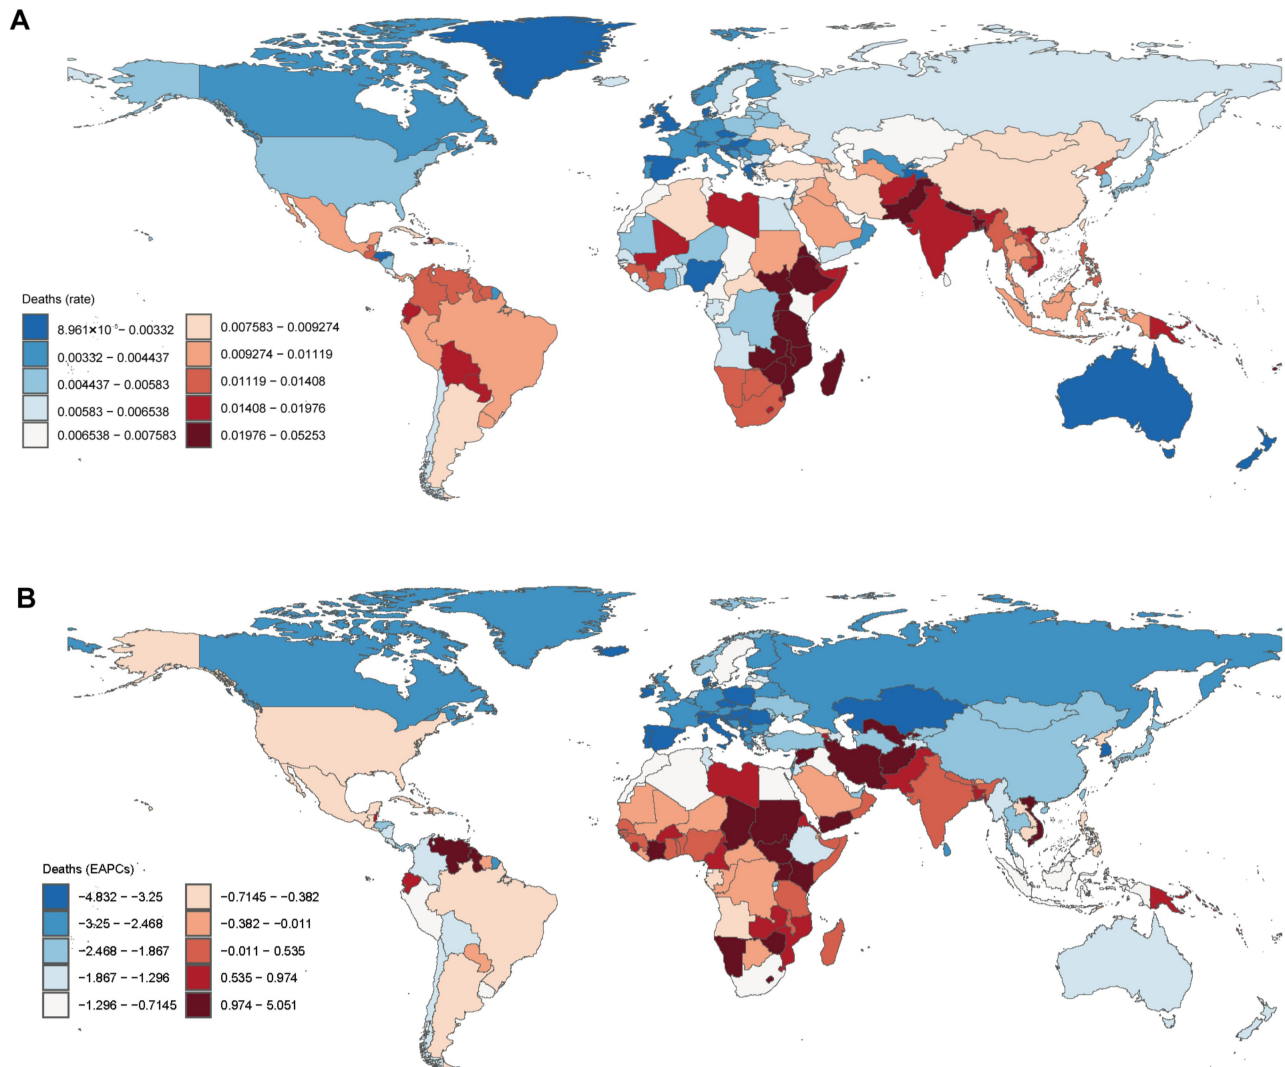 A
Deaths (rate)
8.961×10⁻⁵ – 0.00332
0.00332 – 0.004437
0.004437 – 0.00583
0.00583 – 0.006538
0.006538 – 0.007583
0.007583 – 0.009274
0.009274 – 0.01119
0.01119 – 0.01408
0.01408 – 0.01976
0.01976 – 0.05253
B
Deaths (EAPCs)
−4.832 – −3.25
−3.25 – −2.468
−2.468 – −1.867
−1.867 – −1.296
−1.296 – −0.7145
−0.7145 – −0.382
−0.382 – −0.011
−0.011 – 0.535
0.535 – 0.974
0.974 – 5.051